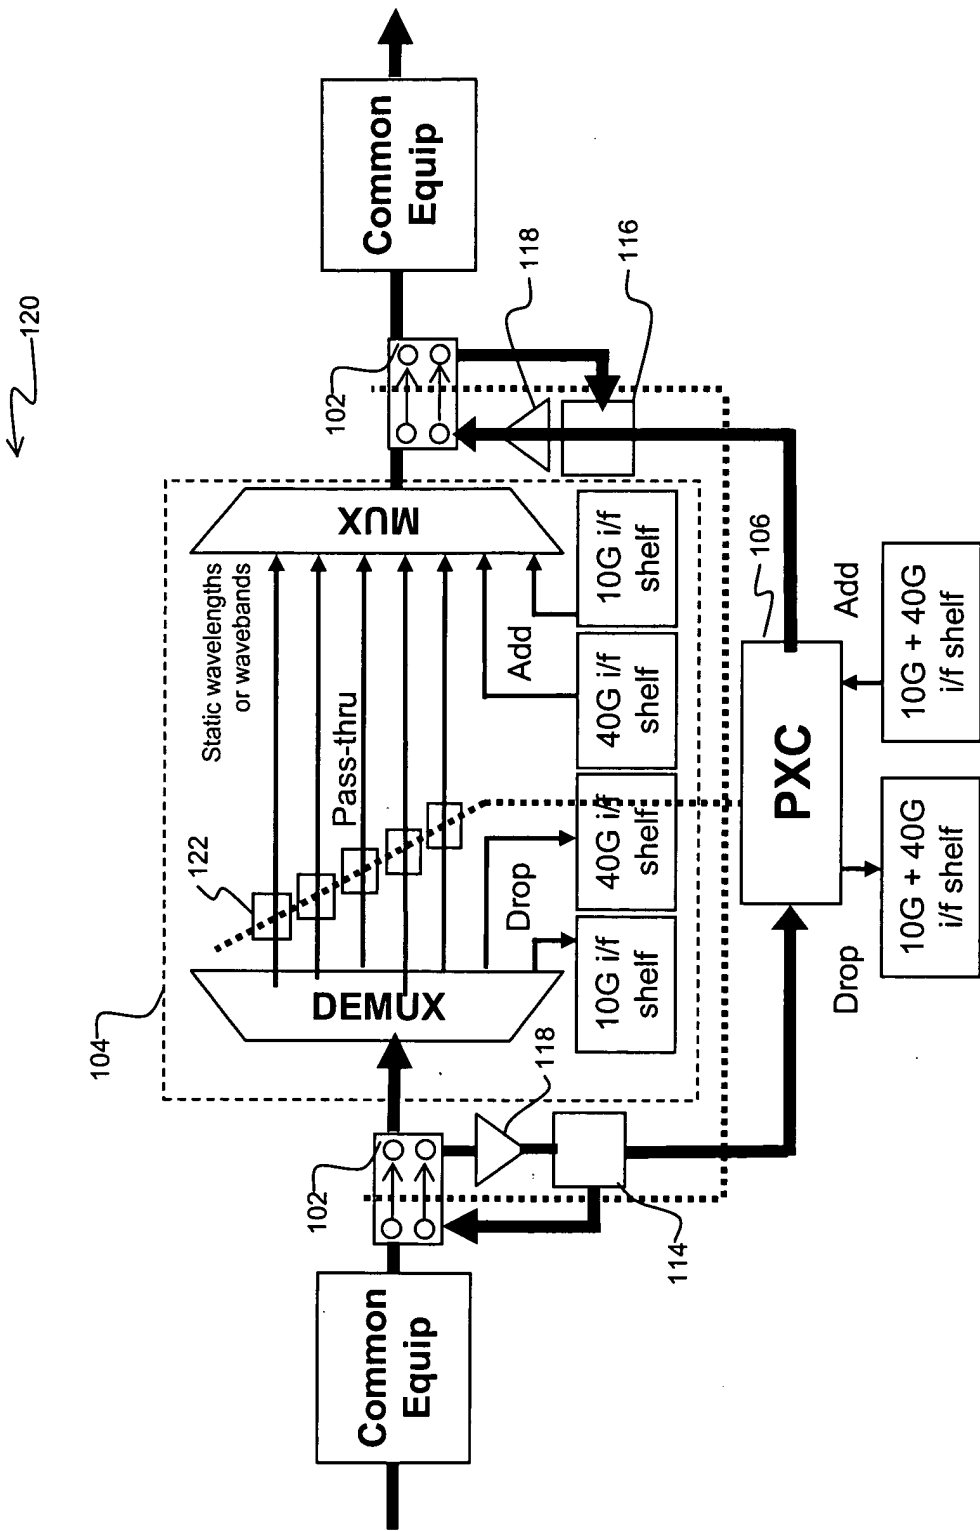 120
Common
Equip
102
118
116
Static wavelengths
or wavebands
122
104
Pass-thru
DEMUX
MUX
Drop
Add
10G i/f
shelf
40G i/f
shelf
40G i/f
shelf
10G i/f
shelf
102
118
114
Common
Equip
106
PXC
Drop
Add
10G + 40G
i/f shelf
10G + 40G
i/f shelf